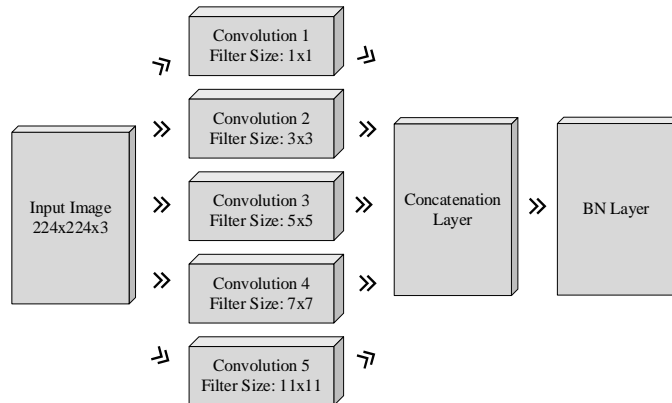 Input Image
224x224x3
Convolution 1
Filter Size: 1x1
Convolution 2
Filter Size: 3x3
Convolution 3
Filter Size: 5x5
Convolution 4
Filter Size: 7x7
Convolution 5
Filter Size: 11x11
Concatenation
Layer
BN Layer